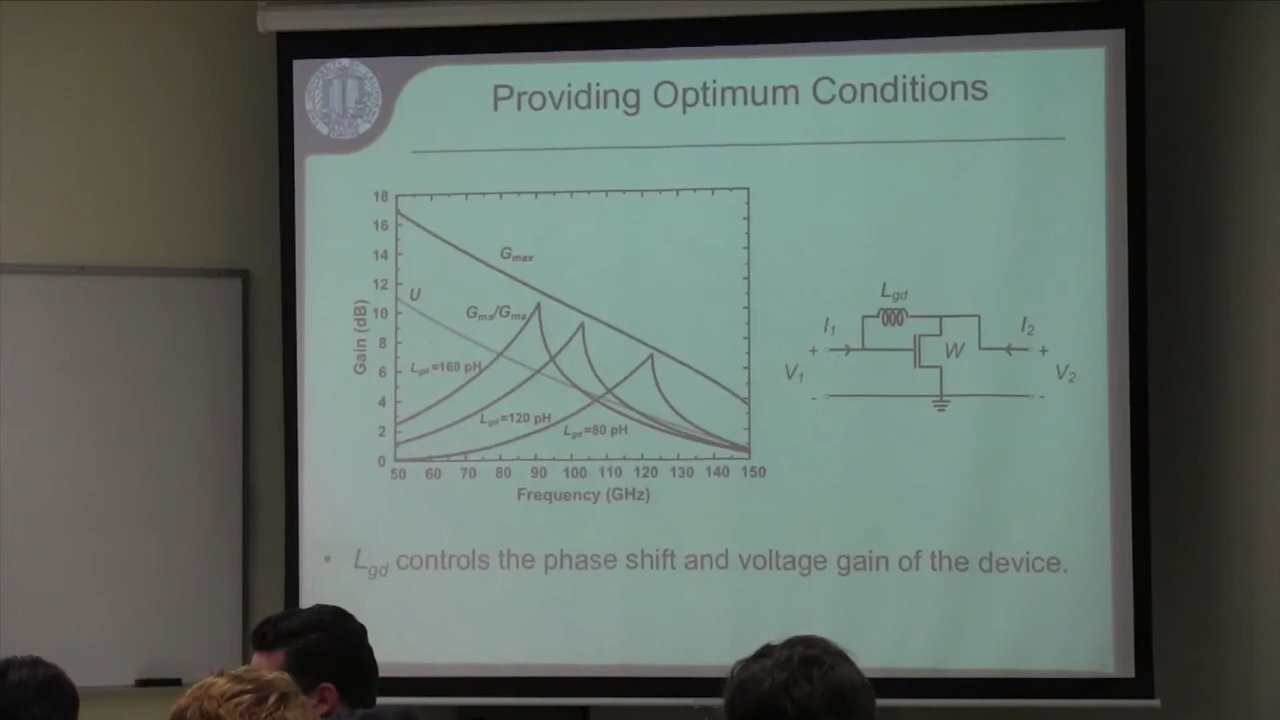 Providing Optimum Conditions
18
16
14
12
10
8
6
4
2
0
Gain (dB)
G_max
U
G_ms/G_ma
L_gd=160 pH
L_gd=120 pH
L_gd=80 pH
50 60 70 80 90 100 110 120 130 140 150
Frequency (GHz)
L_gd
I_1
I_2
+
W
+
V_1
V_2
-
-
• L_gd controls the phase shift and voltage gain of the device.